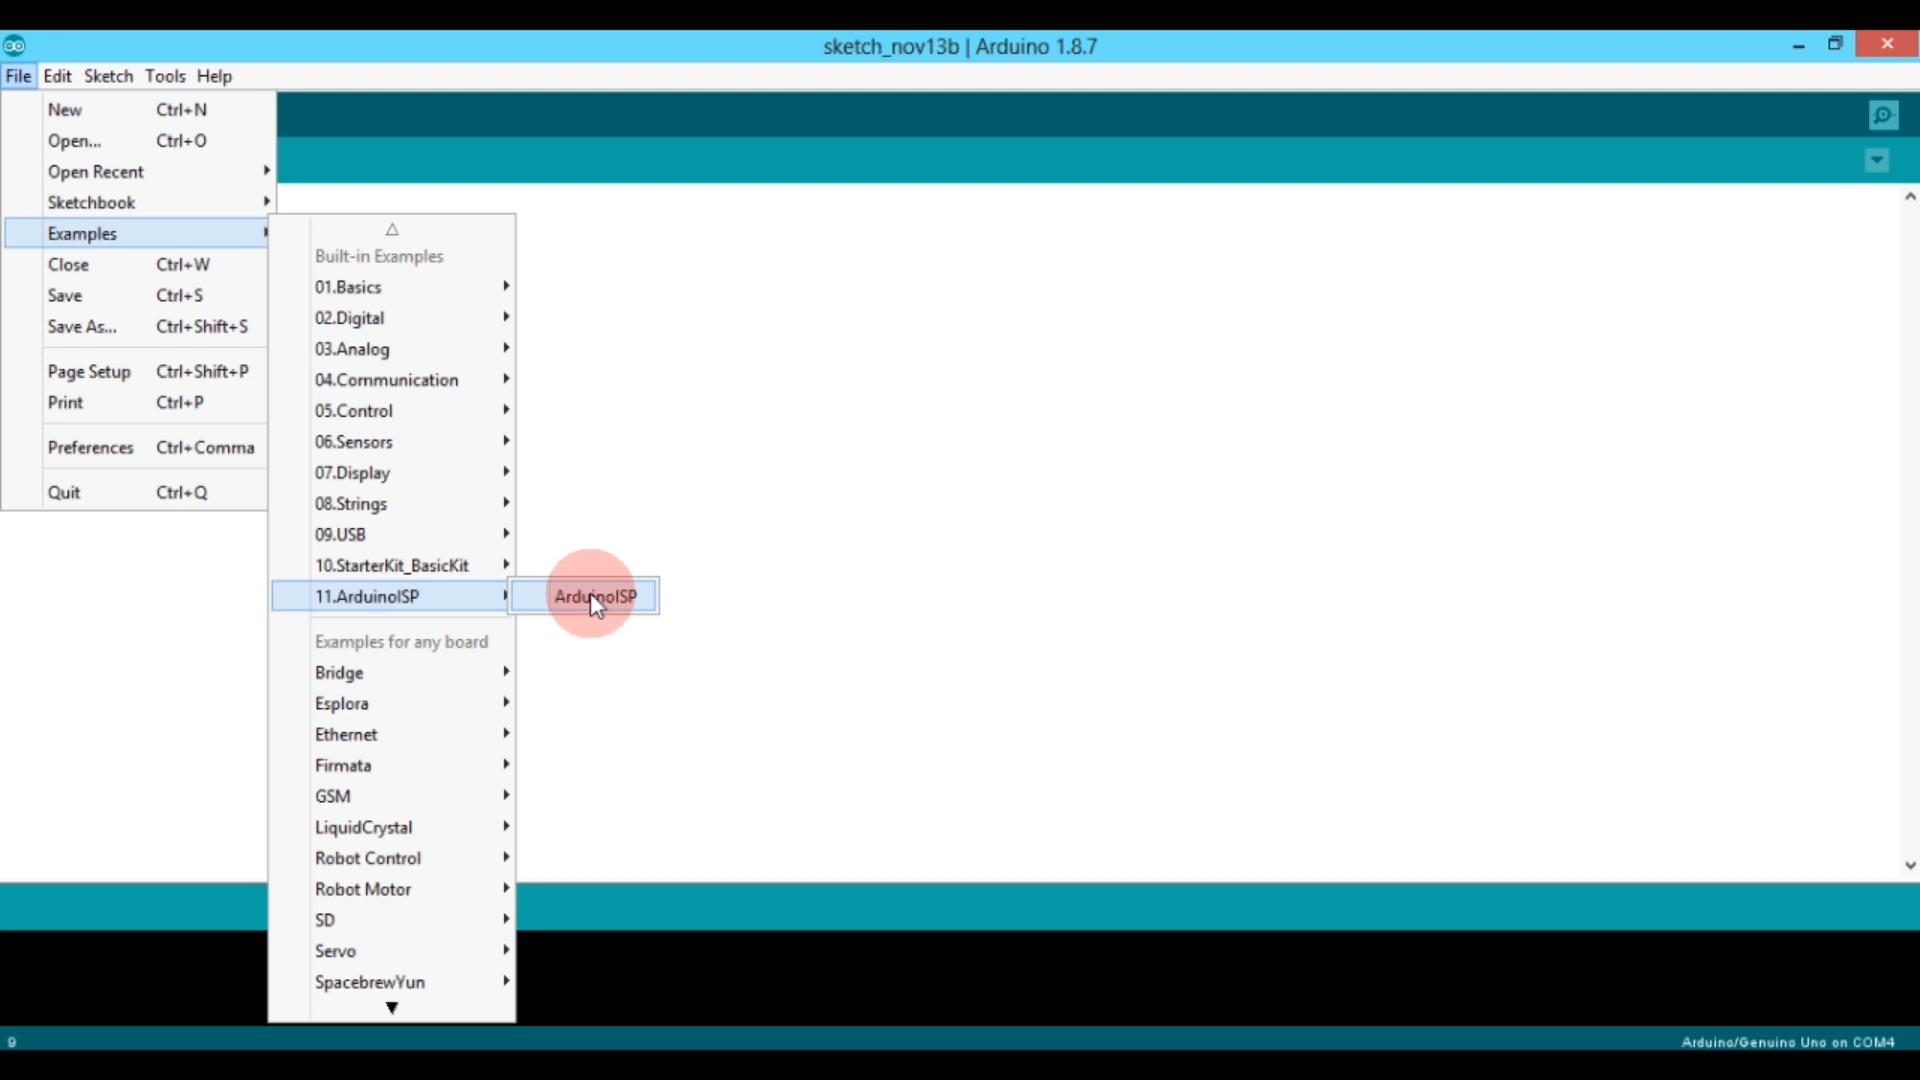 sketch_nov13b | Arduino 1.8.7
File Edit Sketch Tools Help
New Ctrl+N
Open... Ctrl+O
Open Recent
Sketchbook
Examples
Close Ctrl+W
Save Ctrl+S
Save As... Ctrl+Shift+S
Page Setup Ctrl+Shift+P
Print Ctrl+P
Preferences Ctrl+Comma
Quit Ctrl+Q
Built-in Examples
01.Basics
02.Digital
03.Analog
04.Communication
05.Control
06.Sensors
07.Display
08.Strings
09.USB
10.StarterKit_BasicKit
11.ArduinoISP
ArduinoISP
Examples for any board
Bridge
Esplora
Ethernet
Firmata
GSM
LiquidCrystal
Robot Control
Robot Motor
SD
Servo
SpacebrewYun
9
Arduino/Genuino Uno on COM4